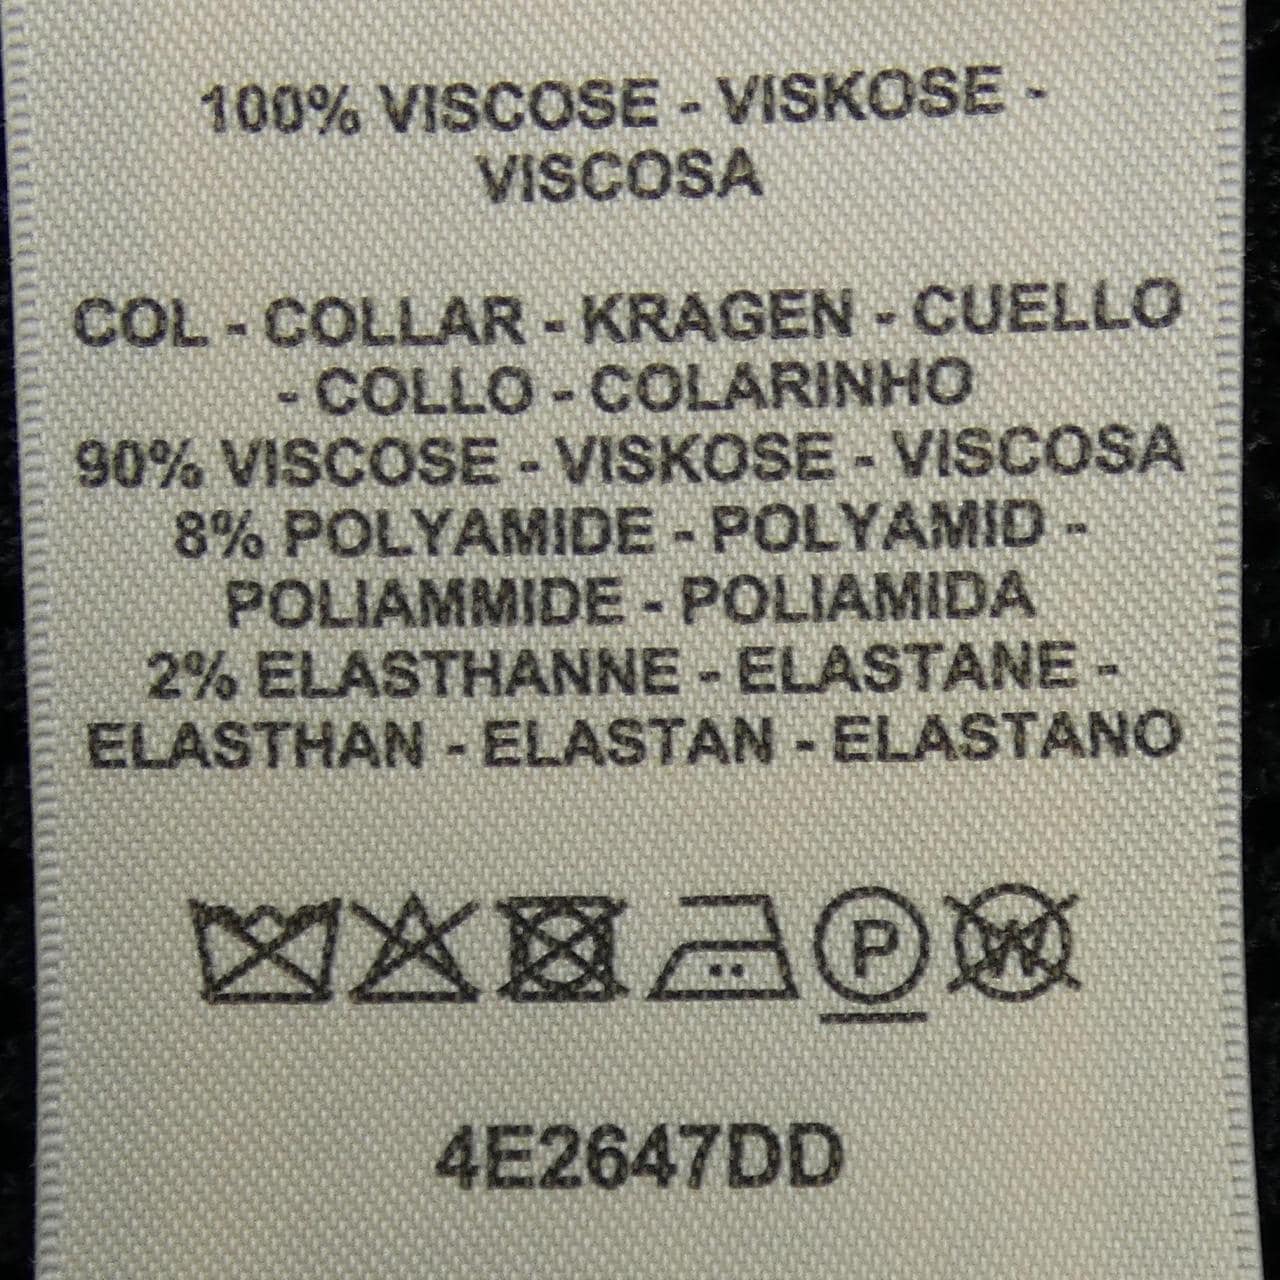 100% VISCOSE - VISKOSE -
VISCOSA
COL - COLLAR - KRAGEN - CUELLO
- COLLO - COLARINHO
90% VISCOSE - VISKOSE - VISCOSA
8% POLYAMIDE - POLYAMID -
POLIAMMIDE - POLIAMIDA
2% ELASTHANNE - ELASTANE -
ELASTHAN - ELASTAN - ELASTANO
P W
4E2647DD